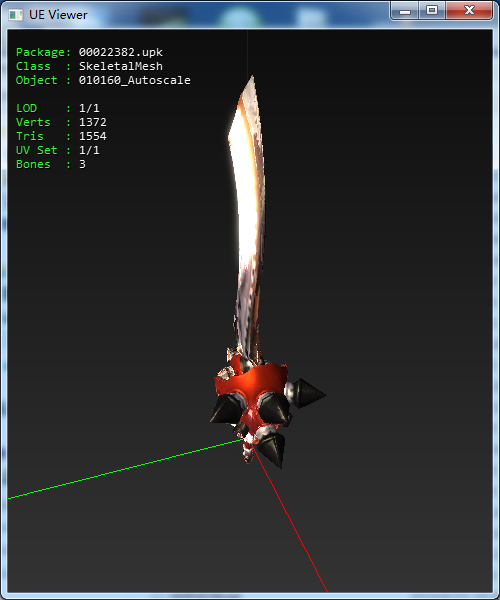 UE Viewer
Package: 00022382.upk
Class : SkeletalMesh
Object : 010160_Autoscale
LOD : 1/1
Verts : 1372
Tris : 1554
UV Set : 1/1
Bones : 3